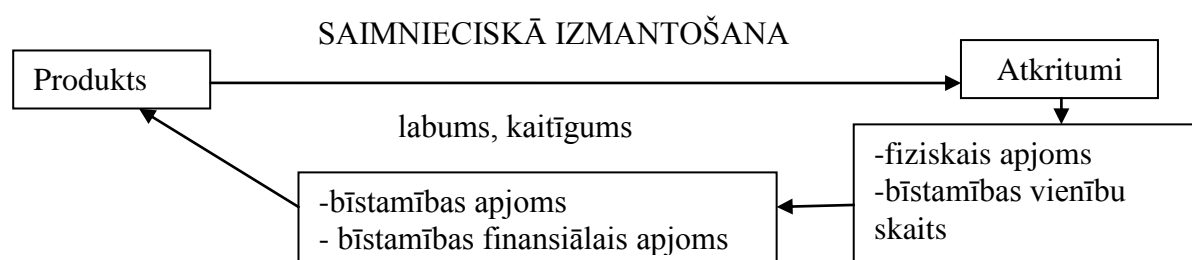 SAIMNIECISKĀ IZMANTOŠANA
Produkts
Atkritumi
labums, kaitīgums
-fiziskais apjoms
-bīstamības vienību
skaits
-bīstamības apjoms
- bīstamības finansiālais apjoms